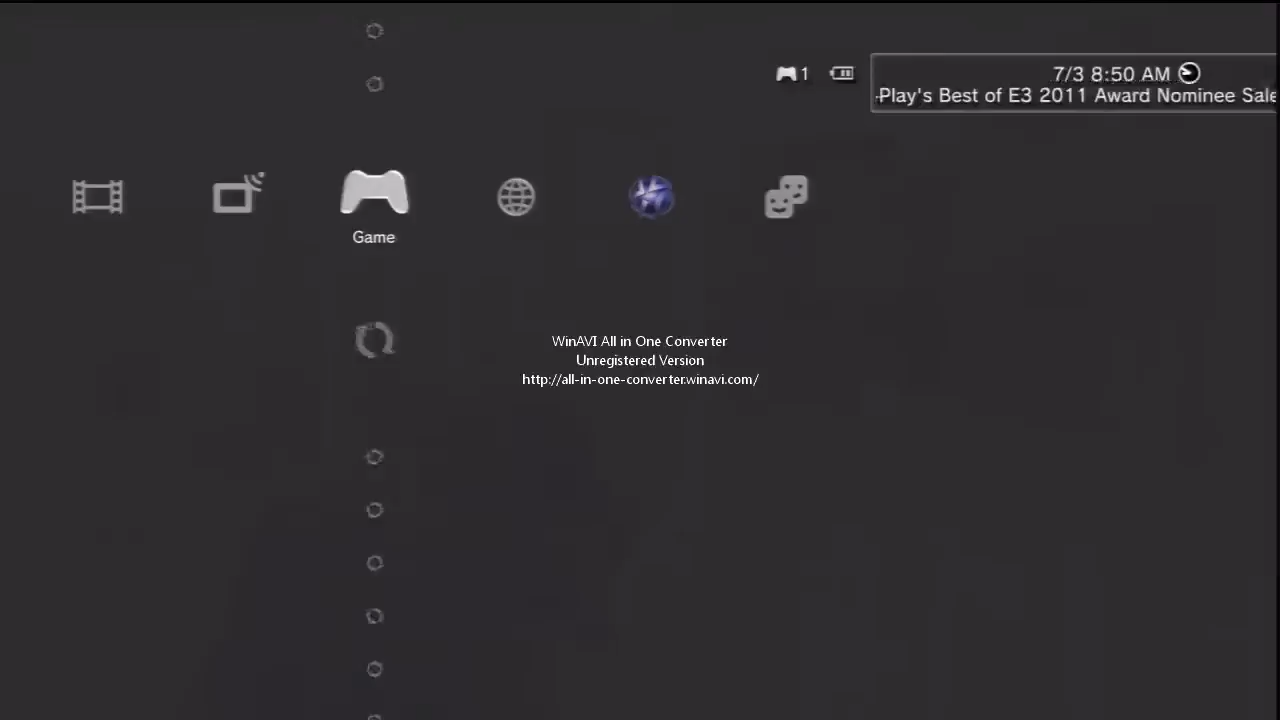 1
7/3 8:50 AM
Play's Best of E3 2011 Award Nominee Sale
Game
WinAVI All in One Converter
Unregistered Version
http://all-in-one-converter.winavi.com/